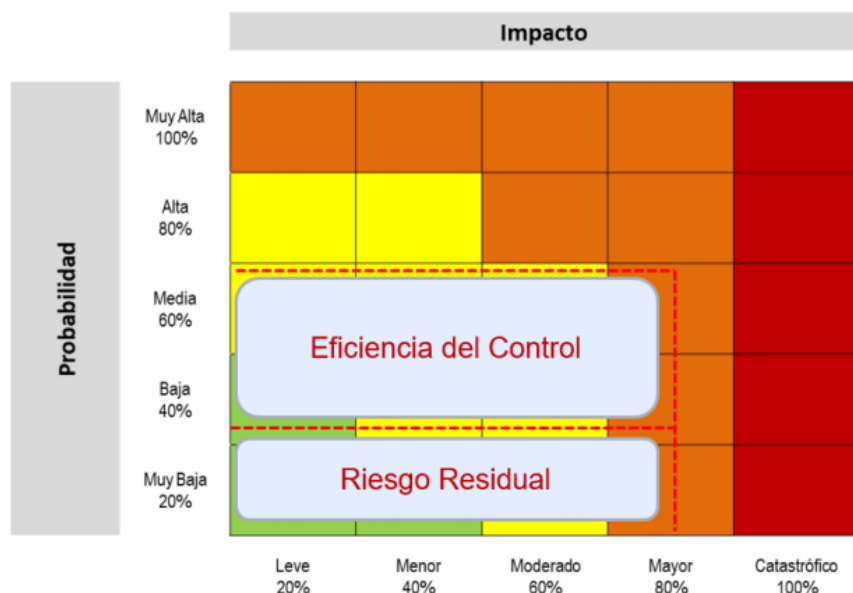 Impacto
Probabilidad
Muy Alta
100%
Alta
80%
Media
60%
Baja
40%
Muy Baja
20%
Eficiencia del Control
Riesgo Residual
Leve
20%
Menor
40%
Moderado
60%
Mayor
80%
Catastrófico
100%